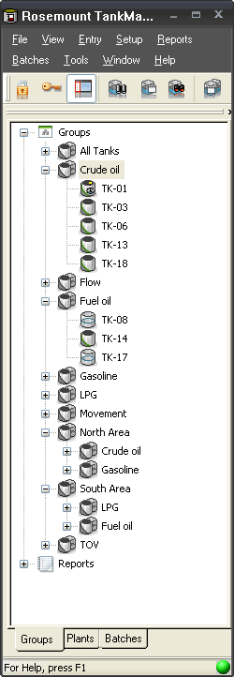 Rosemount TankMa...
File View Entry Setup Reports
Batches Tools Window Help
Groups
All Tanks
Crude oil
TK-01
TK-03
TK-06
TK-13
TK-18
Flow
Fuel oil
TK-08
TK-14
TK-17
Gasoline
LPG
Movement
North Area
Crude oil
Gasoline
South Area
LPG
Fuel oil
TOV
Reports
Groups Plants Batches
For Help, press F1